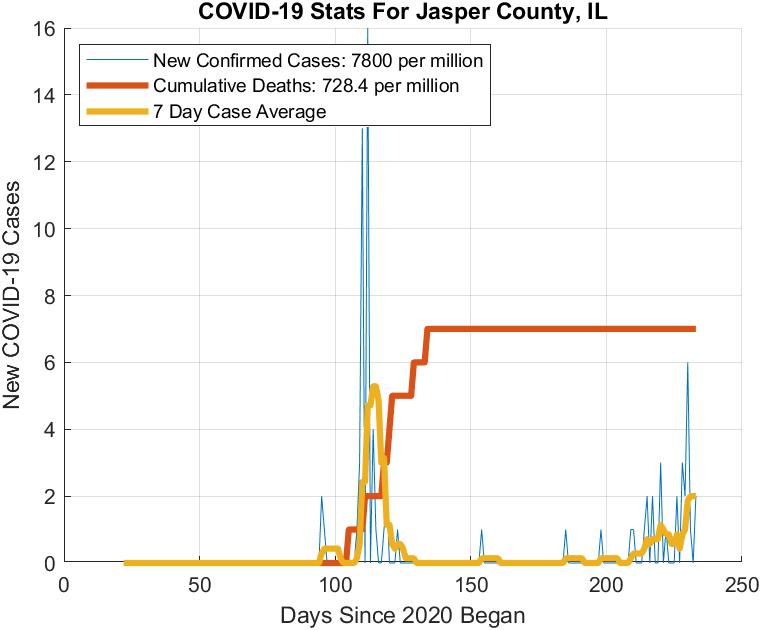 COVID-19 Stats For Jasper County, IL
New Confirmed Cases: 7800 per million
Cumulative Deaths: 728.4 per million
7 Day Case Average
New COVID-19 Cases
16
14
12
10
8
6
4
2
0
0 50 100 150 200 250
Days Since 2020 Began